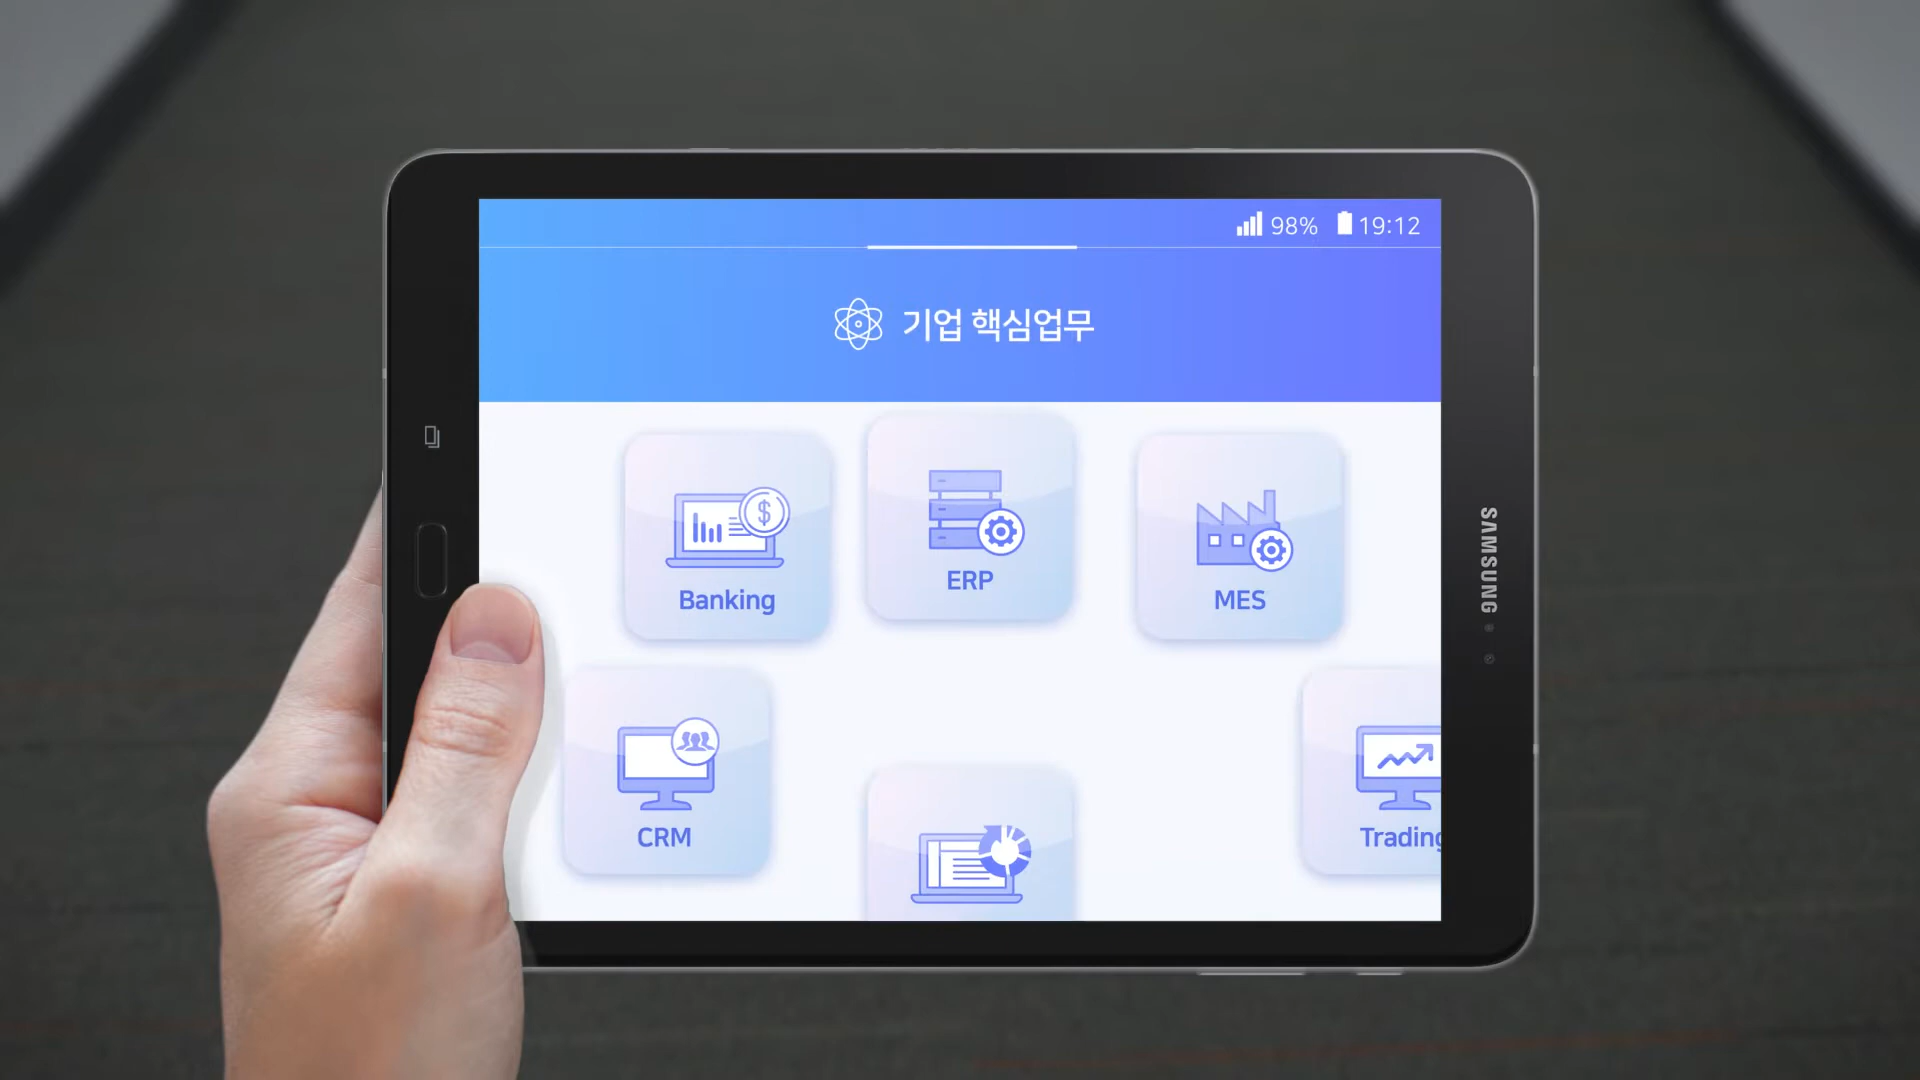 98% 19:12
기업 핵심업무
Banking
ERP
MES
CRM
Trading
SAMSUNG